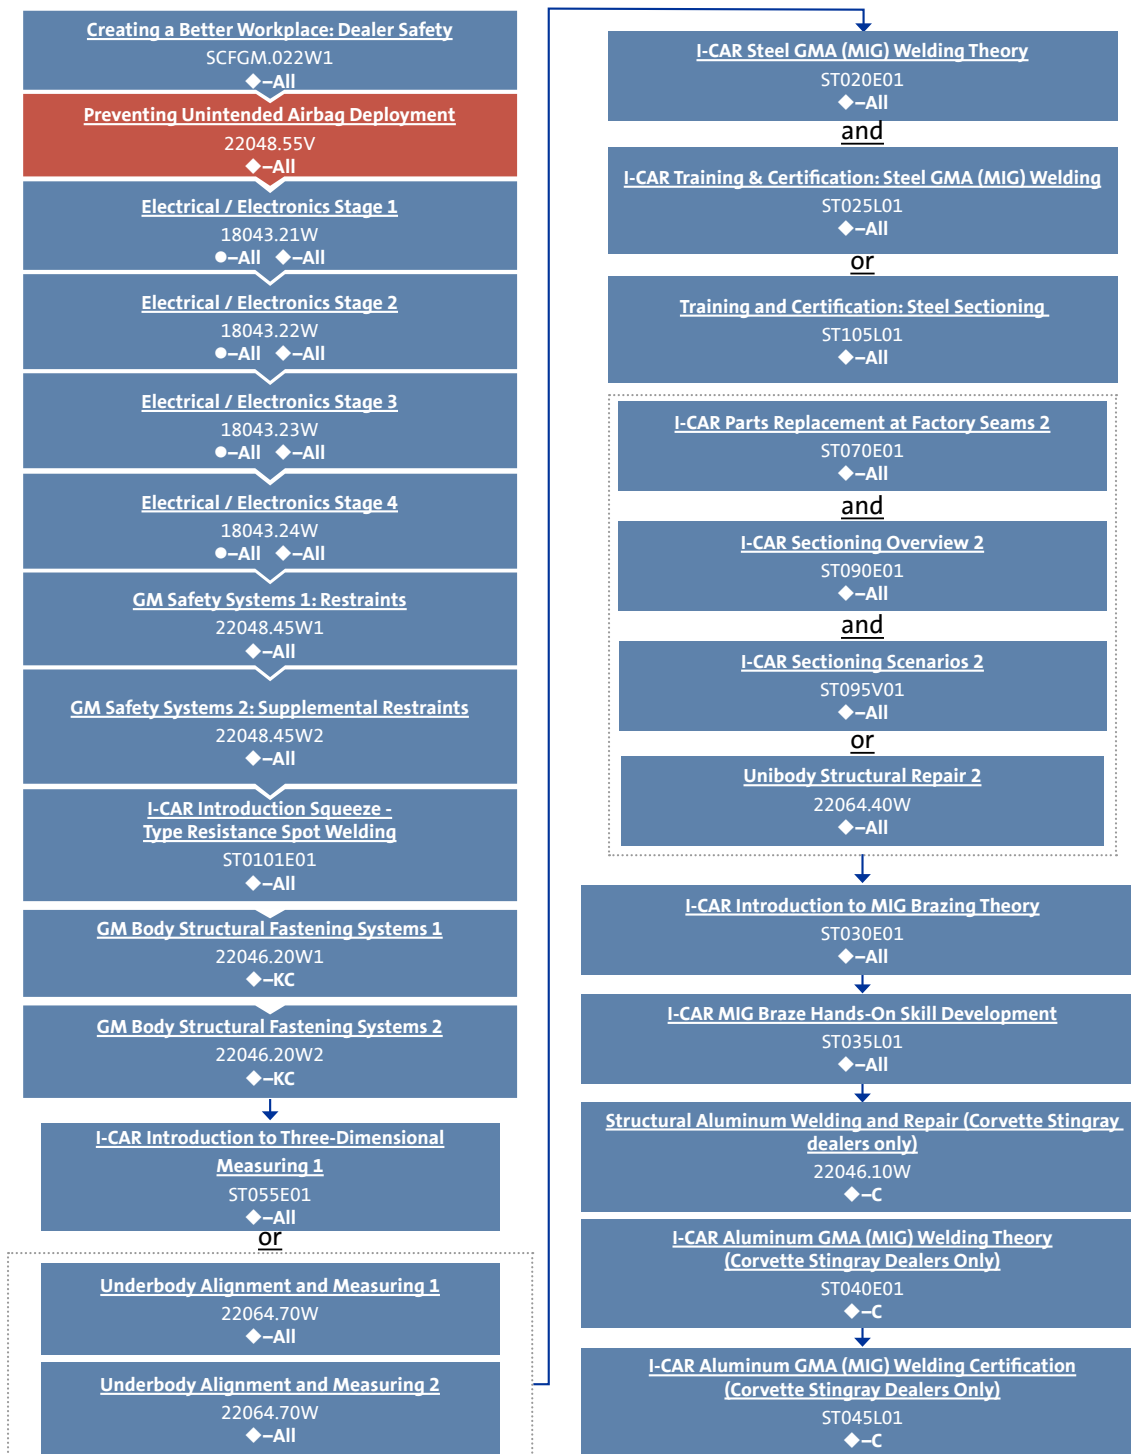 Creating a Better Workplace: Dealer Safety
SCFGM.022W1
◆–All
Preventing Unintended Airbag Deployment
22048.55V
◆–All
Electrical / Electronics Stage 1
18043.21W
●–All ◆–All
Electrical / Electronics Stage 2
18043.22W
●–All ◆–All
Electrical / Electronics Stage 3
18043.23W
●–All ◆–All
Electrical / Electronics Stage 4
18043.24W
●–All ◆–All
GM Safety Systems 1: Restraints
22048.45W1
◆–All
GM Safety Systems 2: Supplemental Restraints
22048.45W2
◆–All
I-CAR Introduction Squeeze -
Type Resistance Spot Welding
ST0101E01
◆–All
GM Body Structural Fastening Systems 1
22046.20W1
◆–KC
GM Body Structural Fastening Systems 2
22046.20W2
◆–KC
I-CAR Introduction to Three-Dimensional
Measuring 1
ST055E01
◆–All
or
Underbody Alignment and Measuring 1
22064.70W
◆–All
Underbody Alignment and Measuring 2
22064.70W
◆–All
I-CAR Steel GMA (MIG) Welding Theory
ST020E01
◆–All
and
I-CAR Training & Certification: Steel GMA (MIG) Welding
ST025L01
◆–All
or
Training and Certification: Steel Sectioning
ST105L01
◆–All
I-CAR Parts Replacement at Factory Seams 2
ST070E01
◆–All
and
I-CAR Sectioning Overview 2
ST090E01
◆–All
and
I-CAR Sectioning Scenarios 2
ST095V01
◆–All
or
Unibody Structural Repair 2
22064.40W
◆–All
I-CAR Introduction to MIG Brazing Theory
ST030E01
◆–All
I-CAR MIG Braze Hands-On Skill Development
ST035L01
◆–All
Structural Aluminum Welding and Repair (Corvette Stingray
dealers only)
22046.10W
◆–C
I-CAR Aluminum GMA (MIG) Welding Theory
(Corvette Stingray Dealers Only)
ST040E01
◆–C
I-CAR Aluminum GMA (MIG) Welding Certification
(Corvette Stingray Dealers Only)
ST045L01
◆–C